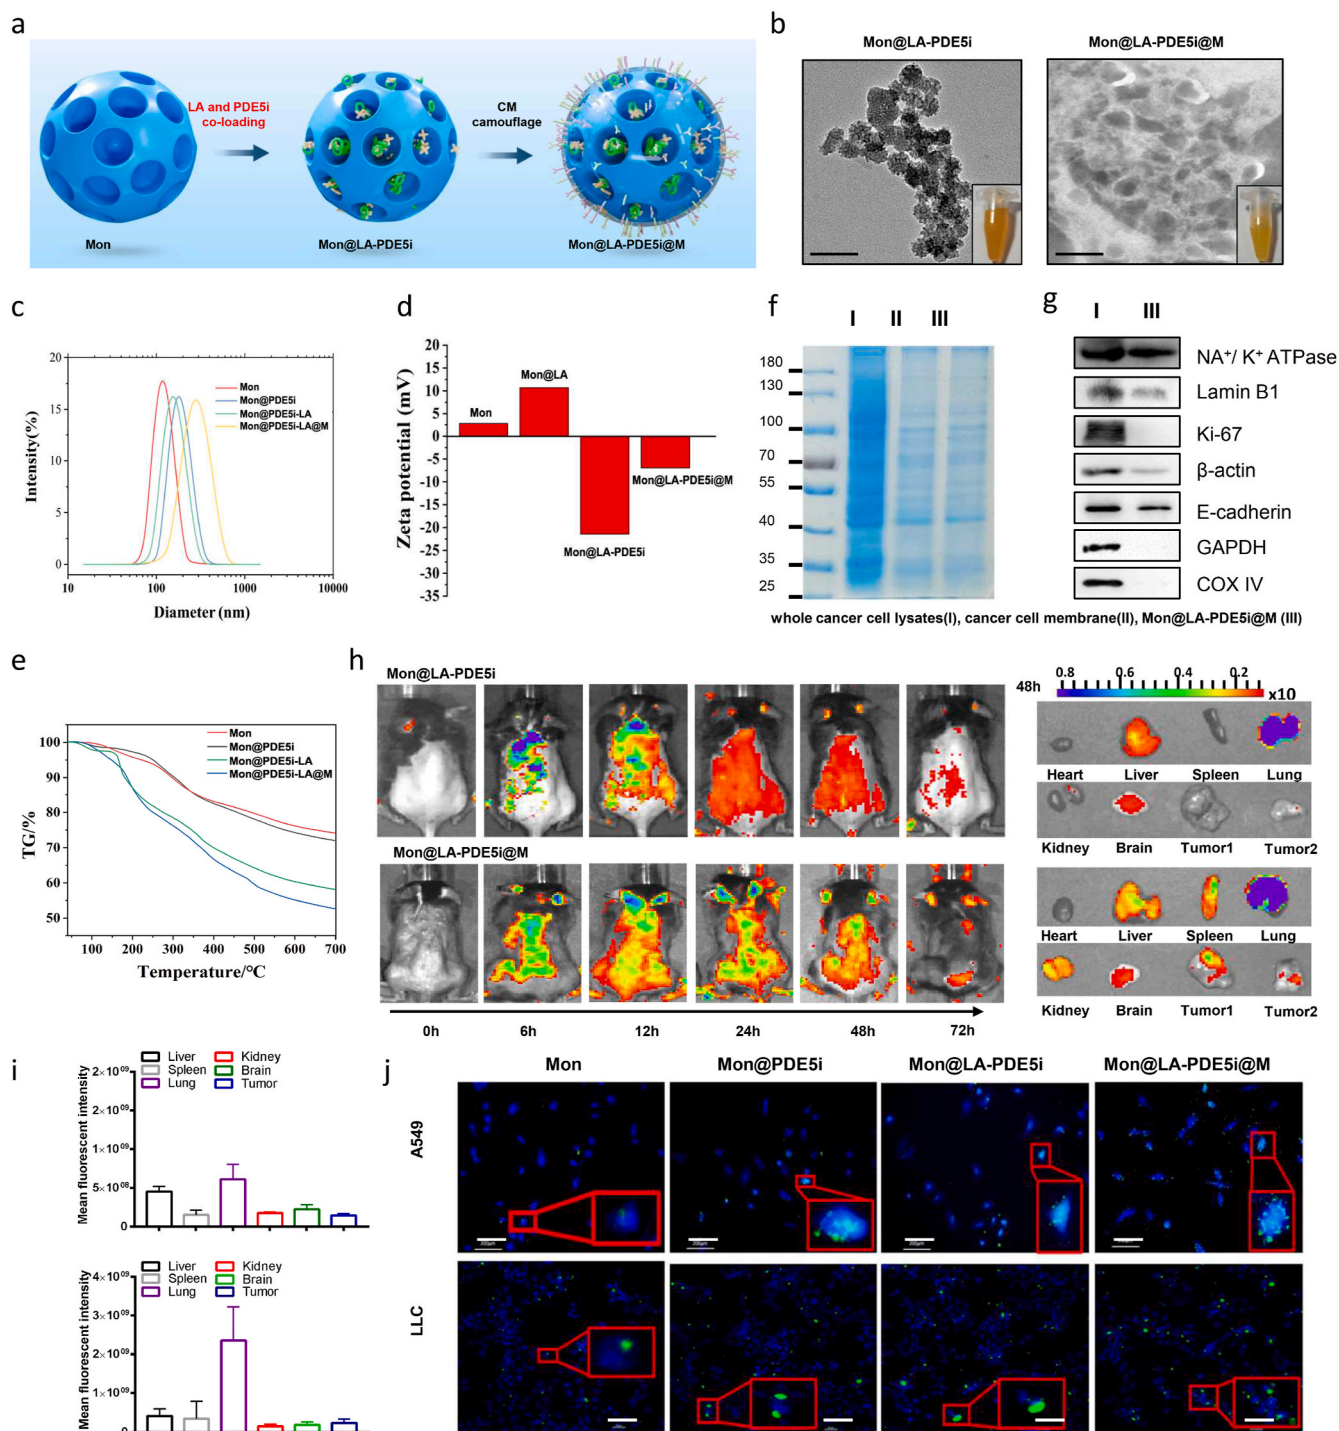 a
LA and PDE5i
co-loading
CM
camouflage
Mon
Mon@LA-PDE5i
Mon@LA-PDE5i@M
b
Mon@LA-PDE5i
Mon@LA-PDE5i@M
c
Intensity(%)
20
15
10
5
0
Mon
Mon@PDE5i
Mon@PDE5i-LA
Mon@PDE5i-LA@M
10
100
1000
10000
Diameter (nm)
d
Zeta potential (mV)
20
15
10
5
0
-5
-10
-15
-20
-25
-30
-35
Mon
Mon@LA
Mon@LA-PDE5i
Mon@LA-PDE5i@M
f
I II III
180
130
100
70
55
40
35
25
g
I III
NA+/ K+ ATPase
Lamin B1
Ki-67
β-actin
E-cadherin
GAPDH
COX IV
whole cancer cell lysates(I), cancer cell membrane(II), Mon@LA-PDE5i@M (III)
e
TG/%
100
90
80
70
60
50
Mon
Mon@PDE5i
Mon@PDE5i-LA
Mon@PDE5i-LA@M
100 200 300 400 500 600 700
Temperature/°C
h
Mon@LA-PDE5i
Mon@LA-PDE5i@M
0h 6h 12h 24h 48h 72h
48h
0.8 0.6 0.4 0.2
x10
Heart Liver Spleen Lung
Kidney Brain Tumor1 Tumor2
Heart Liver Spleen Lung
Kidney Brain Tumor1 Tumor2
i
Liver Kidney
Spleen Brain
Lung Tumor
Mean fluorescent intensity
2×10⁰⁹
2×10⁰⁹
1×10⁰⁹
5×10⁰⁸
0
Liver Kidney
Spleen Brain
Lung Tumor
Mean fluorescent intensity
4×10⁰⁹
3×10⁰⁹
2×10⁰⁹
1×10⁰⁹
0
j
Mon Mon@PDE5i Mon@LA-PDE5i Mon@LA-PDE5i@M
A549
LLC